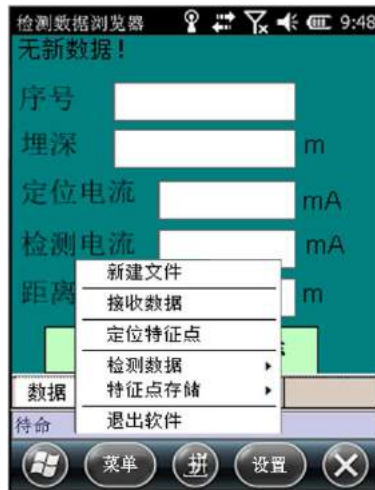 检测数据浏览器 9:48
无新数据！
序号
埋深 m
定位电流 mA
检测电流 mA
距离 m
新建文件
接收数据
定位特征点
检测数据
特征点存储
退出软件
数据
待命
菜单 拼 设置